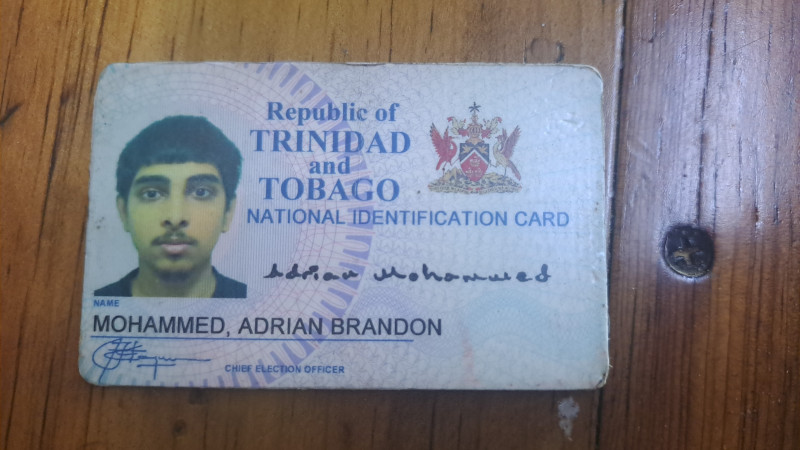 Republic of
TRINIDAD
and
TOBAGO
NATIONAL IDENTIFICATION CARD
Adrian Mohammed
NAME
MOHAMMED, ADRIAN BRANDON
CHIEF ELECTION OFFICER